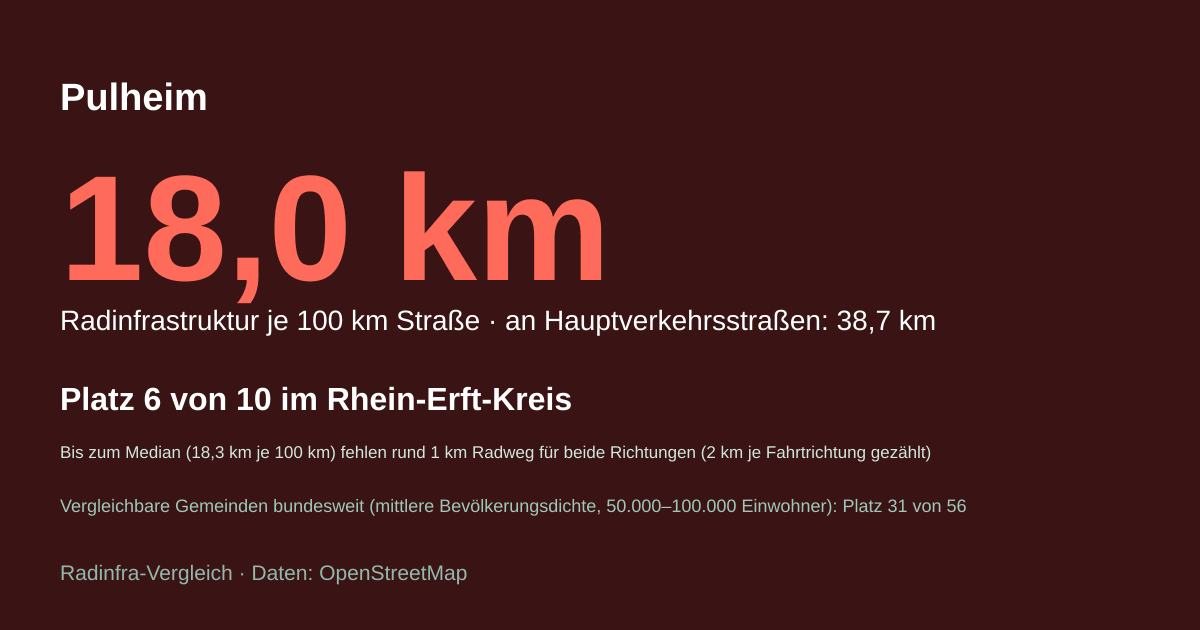 Pulheim
18,0 km
Radinfrastruktur je 100 km Straße · an Hauptverkehrsstraßen: 38,7 km
Platz 6 von 10 im Rhein-Erft-Kreis
Bis zum Median (18,3 km je 100 km) fehlen rund 1 km Radweg für beide Richtungen (2 km je Fahrtrichtung gezählt)
Vergleichbare Gemeinden bundesweit (mittlere Bevölkerungsdichte, 50.000–100.000 Einwohner): Platz 31 von 56
Radinfra-Vergleich · Daten: OpenStreetMap